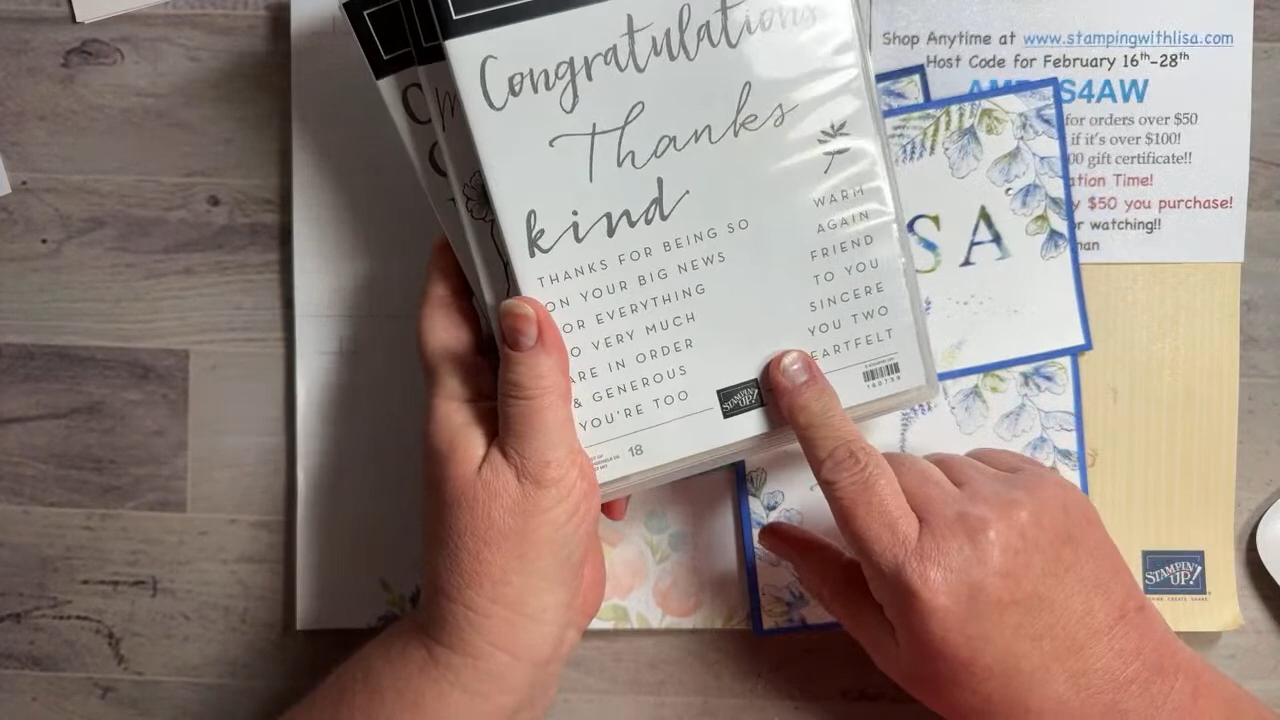 Congratulations
Thanks
kind
THANKS FOR BEING SO
ON YOUR BIG NEWS
OR EVERYTHING
O VERY MUCH
ARE IN ORDER
& GENEROUS
YOU'RE TOO
WARM
AGAIN
FRIEND
TO YOU
SINCERE
YOU TWO
EARTFELT
STAMPIN' UP!
18
Shop Anytime at www.stampingwithlisa.com
Host Code for February 16th-28th
S4AW
for orders over $50
if it's over $100!
00 gift certificate!!
ation Time!
y $50 you purchase!
r watching!!
man
SA
STAMPIN' UP!